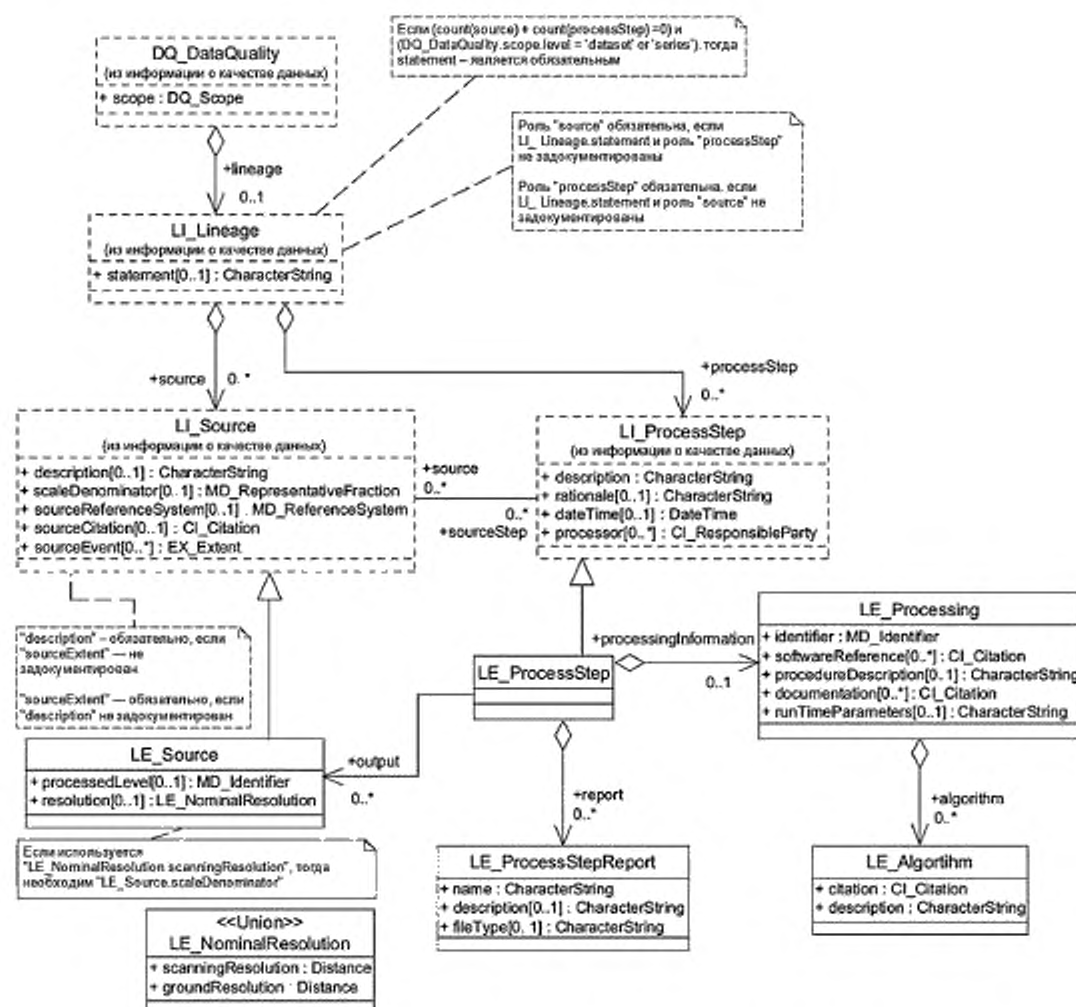 Если (count(source) + count(processStep) =0) и
(DQ_DataQuality.scope.level = 'dataset' or 'series'). тогда
statement – является обязательным
DQ_DataQuality
(из информации о качестве данных)
+ scope : DQ_Scope
Роль "source" обязательна, если
LI_ Lineage.statement и роль "processStep"
не задокументированы
Роль "processStep" обязательна. если
LI_ Lineage.statement и роль "source" не
задокументированы
+lineage
0..1
LI_Lineage
(из информации о качестве данных)
+ statement[0..1] : CharacterString
+source
0. *
+processStep
0..*
LI_Source
(из информации о качестве данных)
+ description[0..1] : CharacterString
+ scaleDenominator[0..1] : MD_RepresentativeFraction
+ sourceReferenceSystem[0..1] . MD_ReferenceSystem
+ sourceCitation[0..1] : CI_Citation
+ sourceEvent[0..*] : EX_Extent
+source
0..*
0..*
+sourceStep
LI_ProcessStep
(из информации о качестве данных)
+ description : CharacterString
+ rationale[0..1] : CharacterString
+ dateTime[0..1] : DateTime
+ processor[0..*] : CI_ResponsibleParty
"description" – обязательно, если
"sourceExtent" — не
задокументирован
"sourceExtent" — обязательно, если
"description" не задокументирован
+processingInformation
0..1
LE_Processing
+ identifier : MD_Identifier
+ softwareReference[0..*] : CI_Citation
+ procedureDescription[0..1] : CharacterString
+ documentation[0..*] : CI_Citation
+ runTimeParameters[0..1] : CharacterString
LE_ProcessStep
LE_Source
+ processedLevel[0..1] : MD_Identifier
+ resolution[0..1] : LE_NominalResolution
+output
0..*
+report
0..*
+algorithm
0..*
Если используется
"LE_NominalResolution scanningResolution", тогда
необходим "LE_Source.scaleDenominator"
LE_ProcessStepReport
+ name : CharacterString
+ description[0..1] : CharacterString
+ fileType[0. 1] : CharacterString
LE_Algortihm
+ citation : CI_Citation
+ description : CharacterString
<<Union>>
LE_NominalResolution
+ scanningResolution : Distance
+ groundResolution : Distance